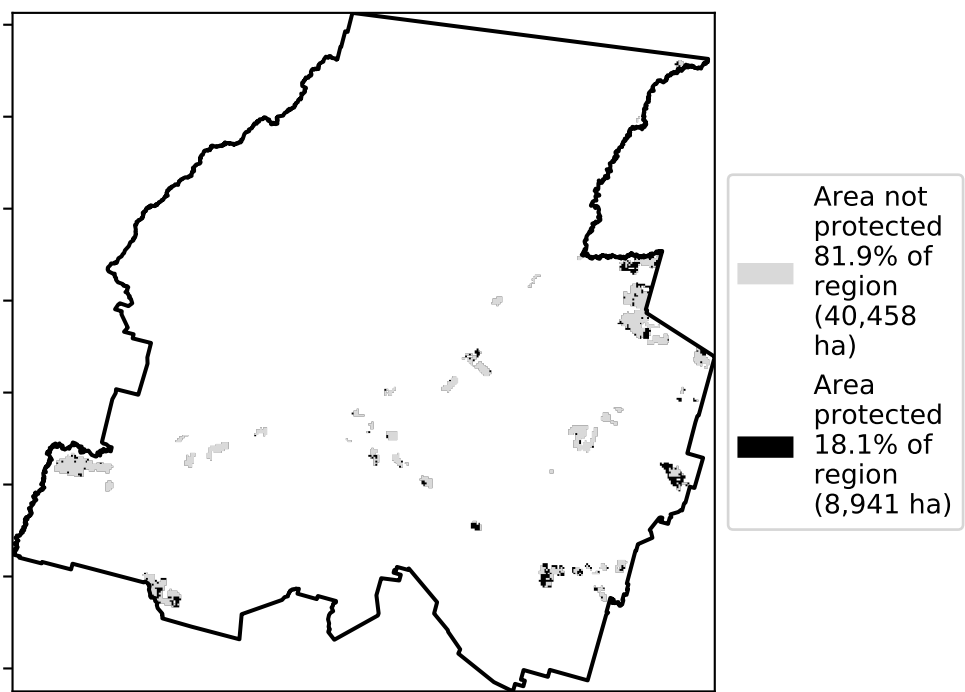 Area not
protected
81.9% of
region
(40,458
ha)
Area
protected
18.1% of
region
(8,941 ha)